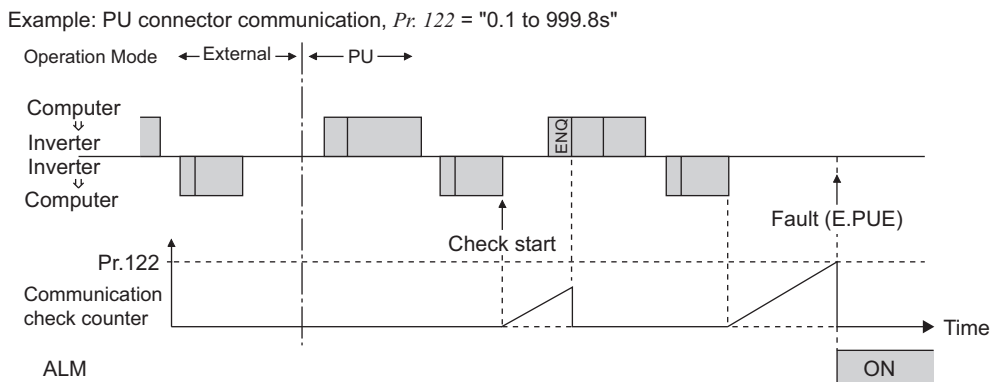 Example: PU connector communication, Pr. 122 = "0.1 to 999.8s"
Operation Mode External PU
Computer
Inverter
Inverter
Computer
ENQ
Check start
Fault (E.PUE)
Pr.122
Communication
check counter
Time
ALM
ON